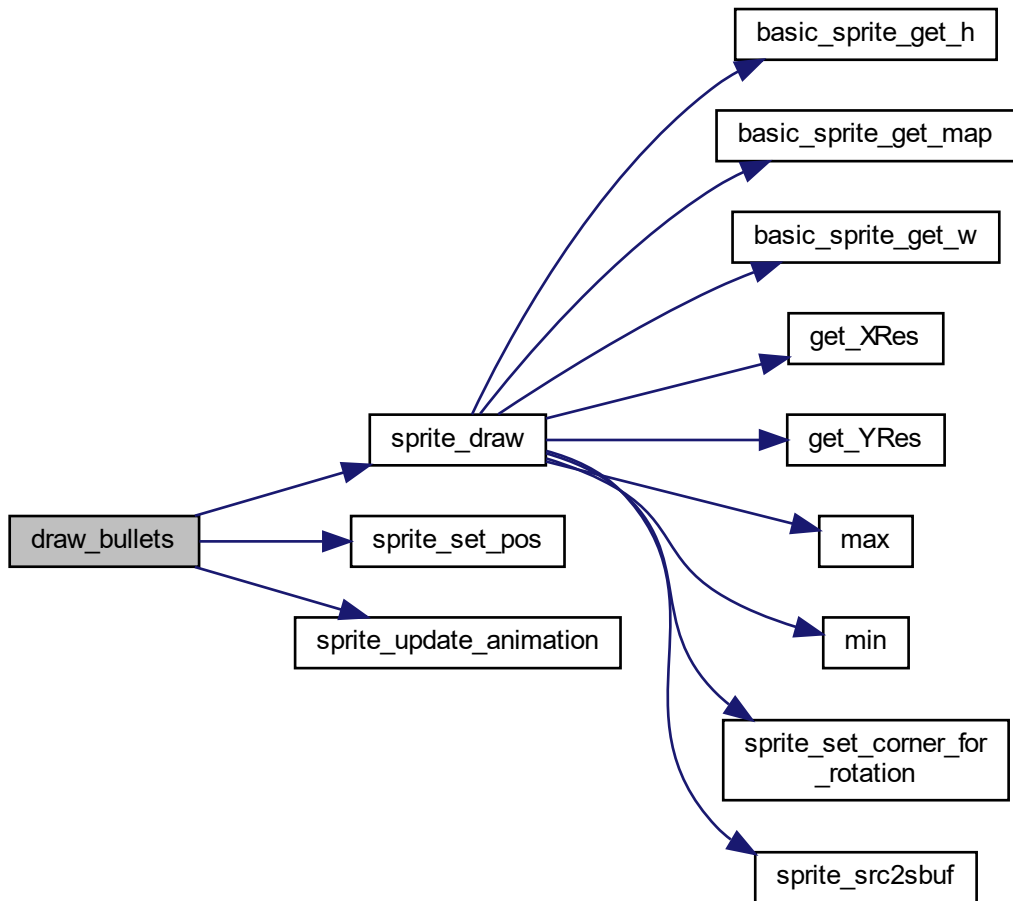 basic_sprite_get_h
basic_sprite_get_map
basic_sprite_get_w
get_XRes
sprite_draw
get_YRes
draw_bullets
sprite_set_pos
max
sprite_update_animation
min
sprite_set_corner_for
_rotation
sprite_src2sbuf